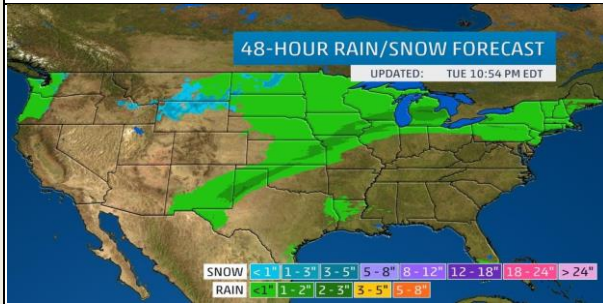 48-HOUR RAIN/SNOW FORECAST
UPDATED: TUE 10:54 PM EDT
SNOW <1" 1 - 3" 3 - 5" 5 - 8" 8 - 12" 12 - 18" 18 - 24" > 24"
RAIN <1" 1 - 2" 2 - 3" 3 - 5" 5 - 8"